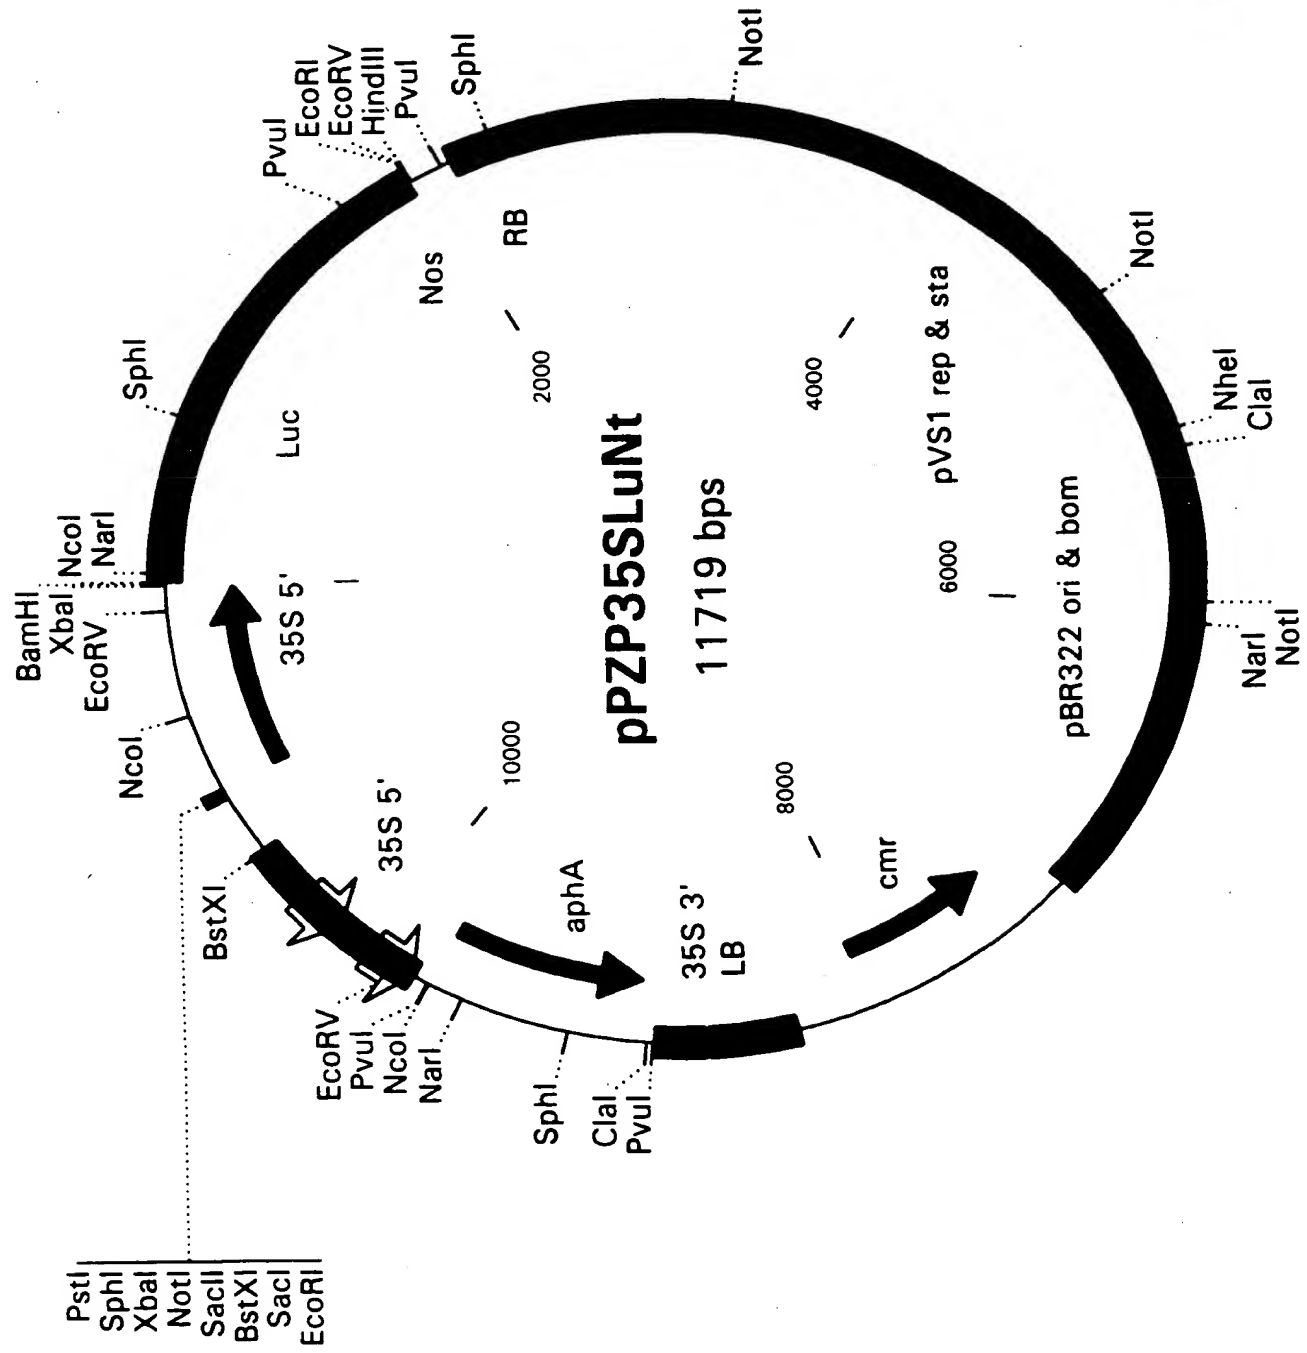 pPZP35SLuNt
11719 bps
2000
4000
6000
8000
10000
BamHI
XbaI
EcoRV
NcoI
NarI
SphI
PvuI
EcoRI
EcoRV
HindIII
PvuI
SphI
NotI
NotI
NheI
ClaI
NotI
NarI
PvuI
ClaI
SphI
NarI
NcoI
PvuI
EcoRV
BstXI
PstI
SphI
XbaI
NotI
SacII
BstXI
SacI
EcoRI
NcoI
35S 5'
Luc
Nos
RB
pVS1 rep & sta
pBR322 ori & bom
cmr
35S 3'
LB
aphA
35S 5'